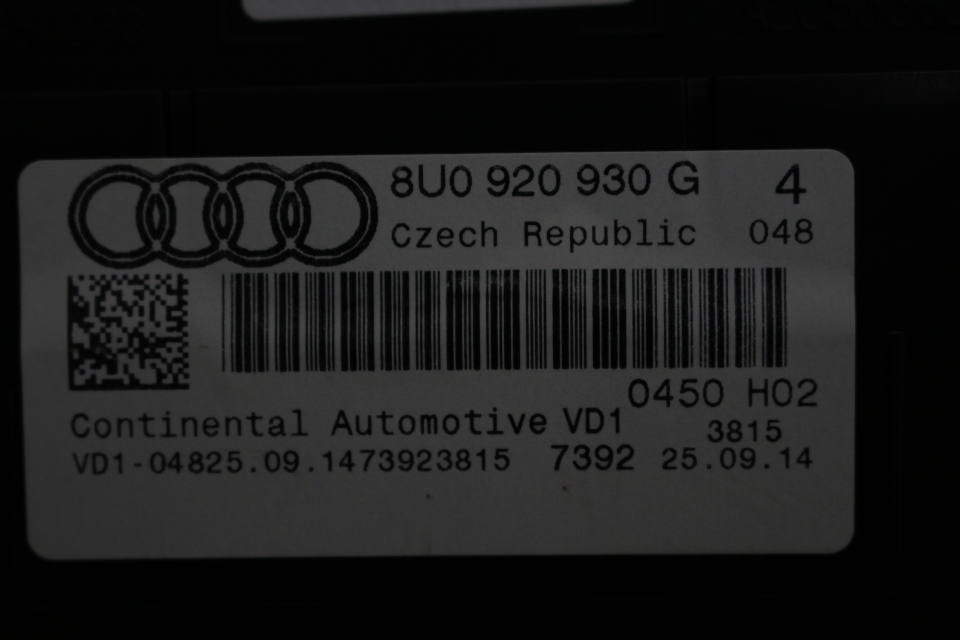 8U0 920 930 G 4
Czech Republic 048
0450 H02
Continental Automotive VD1 3815
VD1-04825.09.1473923815 7392 25.09.14